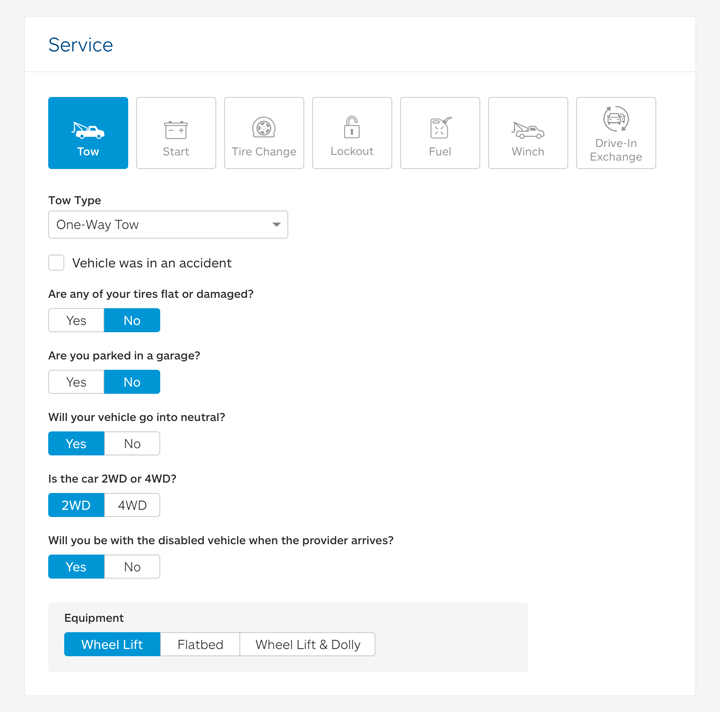 Service
Tow
Start
Tire Change
Lockout
Fuel
Winch
Drive-In
Exchange
Tow Type
One-Way Tow
Vehicle was in an accident
Are any of your tires flat or damaged?
Yes No
Are you parked in a garage?
Yes No
Will your vehicle go into neutral?
Yes No
Is the car 2WD or 4WD?
2WD 4WD
Will you be with the disabled vehicle when the provider arrives?
Yes No
Equipment
Wheel Lift Flatbed Wheel Lift & Dolly